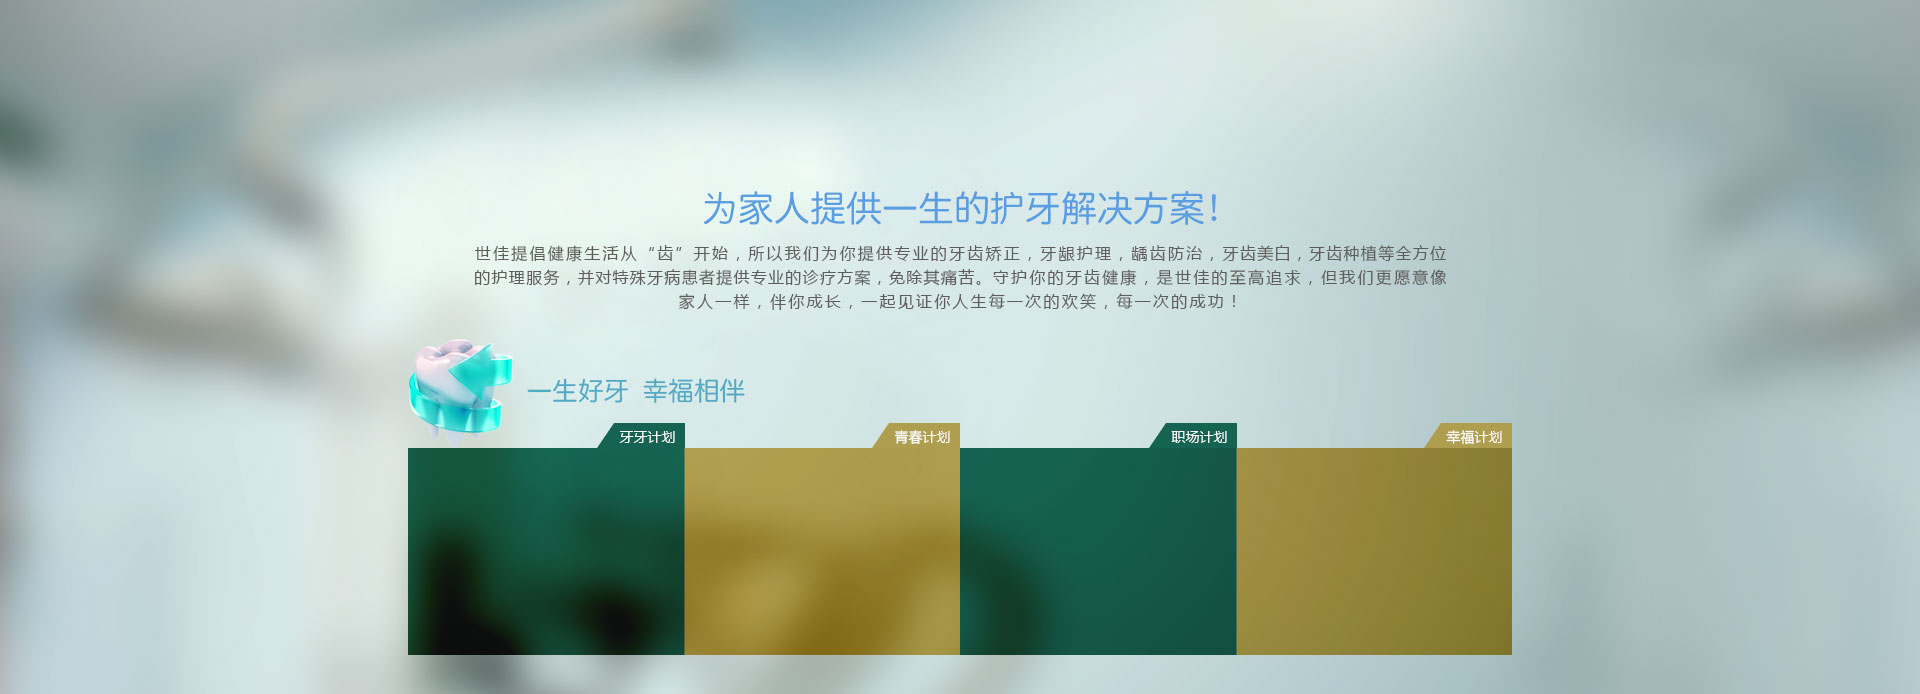 为家人提供一生的护牙解决方案！
世佳提倡健康生活从“齿”开始，所以我们为你提供专业的牙齿矫正，牙龈护理，龋齿防治，牙齿美白，牙齿种植等全方位
的护理服务，并对特殊牙病患者提供专业的诊疗方案，免除其痛苦。守护你的牙齿健康，是世佳的至高追求，但我们更愿意像
家人一样，伴你成长，一起见证你人生每一次的欢笑，每一次的成功！
一生好牙 幸福相伴
牙牙计划
青春计划
职场计划
幸福计划